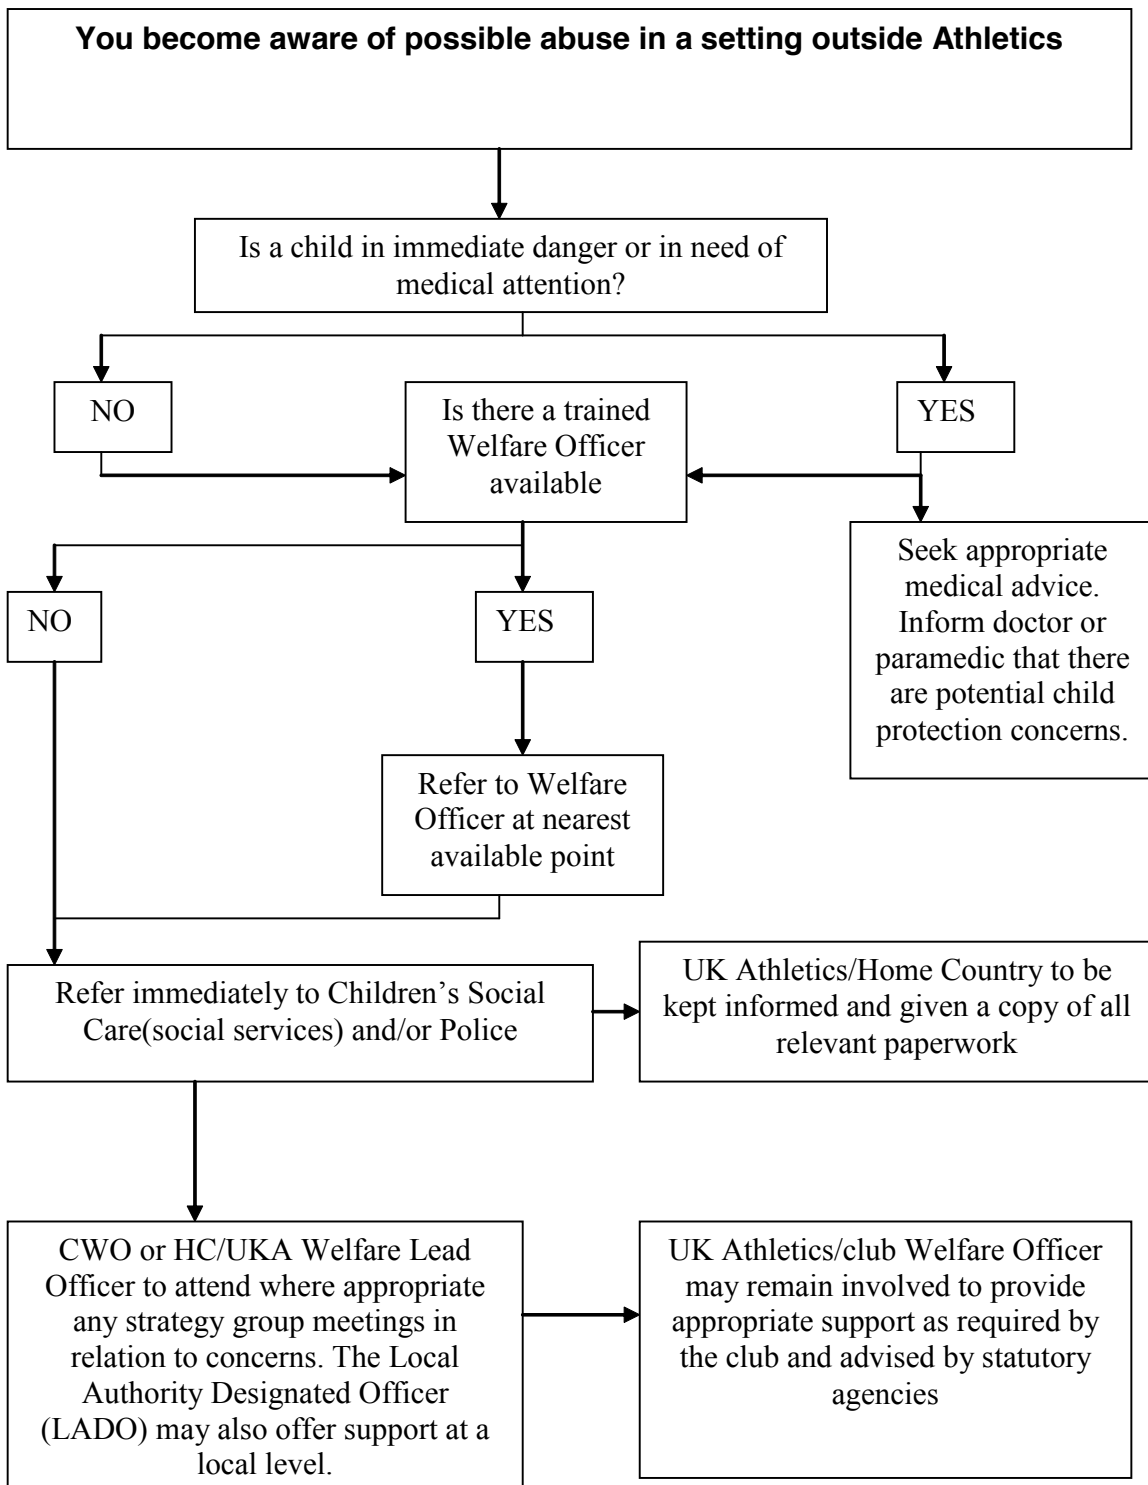 You become aware of possible abuse in a setting outside Athletics
Is a child in immediate danger or in need of
medical attention?
NO
Is there a trained
Welfare Officer
available
YES
Seek appropriate
medical advice.
Inform doctor or
paramedic that there
are potential child
protection concerns.
NO
YES
Refer to Welfare
Officer at nearest
available point
Refer immediately to Children’s Social
Care(social services) and/or Police
UK Athletics/Home Country to be
kept informed and given a copy of all
relevant paperwork
CWO or HC/UKA Welfare Lead
Officer to attend where appropriate
any strategy group meetings in
relation to concerns. The Local
Authority Designated Officer
(LADO) may also offer support at a
local level.
UK Athletics/club Welfare Officer
may remain involved to provide
appropriate support as required by
the club and advised by statutory
agencies